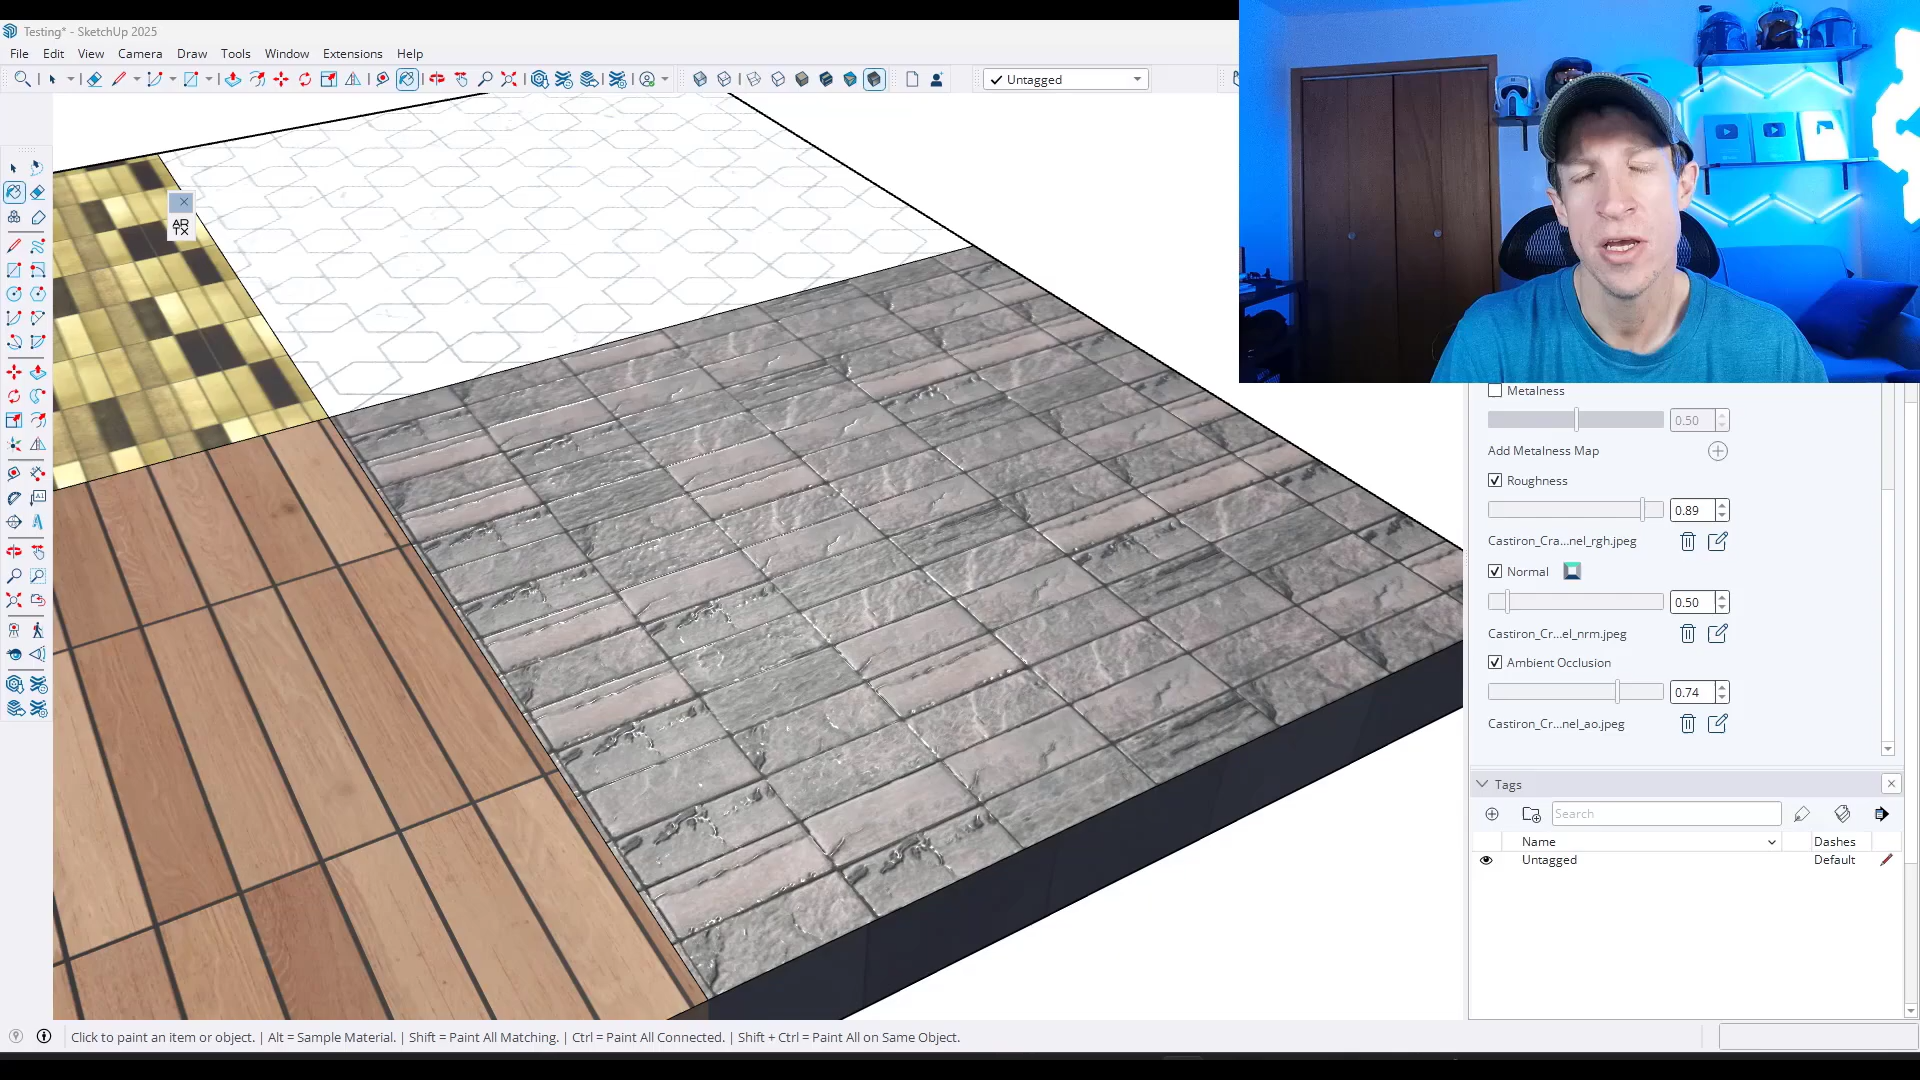 Testing* - SketchUp 2025
File Edit View Camera Draw Tools Window Extensions Help
Untagged
Metalness
0.50
Add Metalness Map
Roughness
0.89
Castiron_Cra...nel_rgh.jpeg
Normal
0.50
Castiron_Cr...el_nrm.jpeg
Ambient Occlusion
0.74
Castiron_Cr...nel_ao.jpeg
Tags
Search
Name Dashes
Untagged Default
Click to paint an item or object. | Alt = Sample Material. | Shift = Paint All Matching. | Ctrl = Paint All Connected. | Shift + Ctrl = Paint All on Same Object.